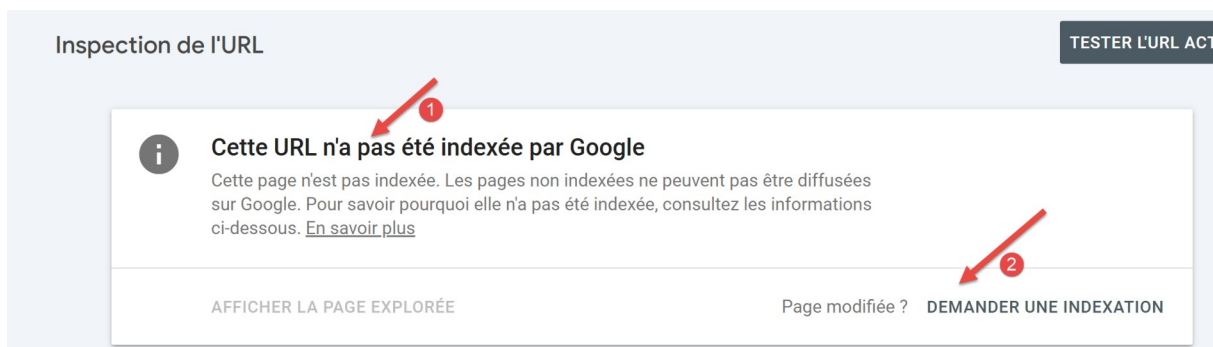 Inspection de l'URL
TESTER L'URL ACT
1
Cette URL n'a pas été indexée par Google
Cette page n'est pas indexée. Les pages non indexées ne peuvent pas être diffusées
sur Google. Pour savoir pourquoi elle n'a pas été indexée, consultez les informations
ci-dessous. En savoir plus
2
AFFICHER LA PAGE EXPLORÉE
Page modifiée ? DEMANDER UNE INDEXATION